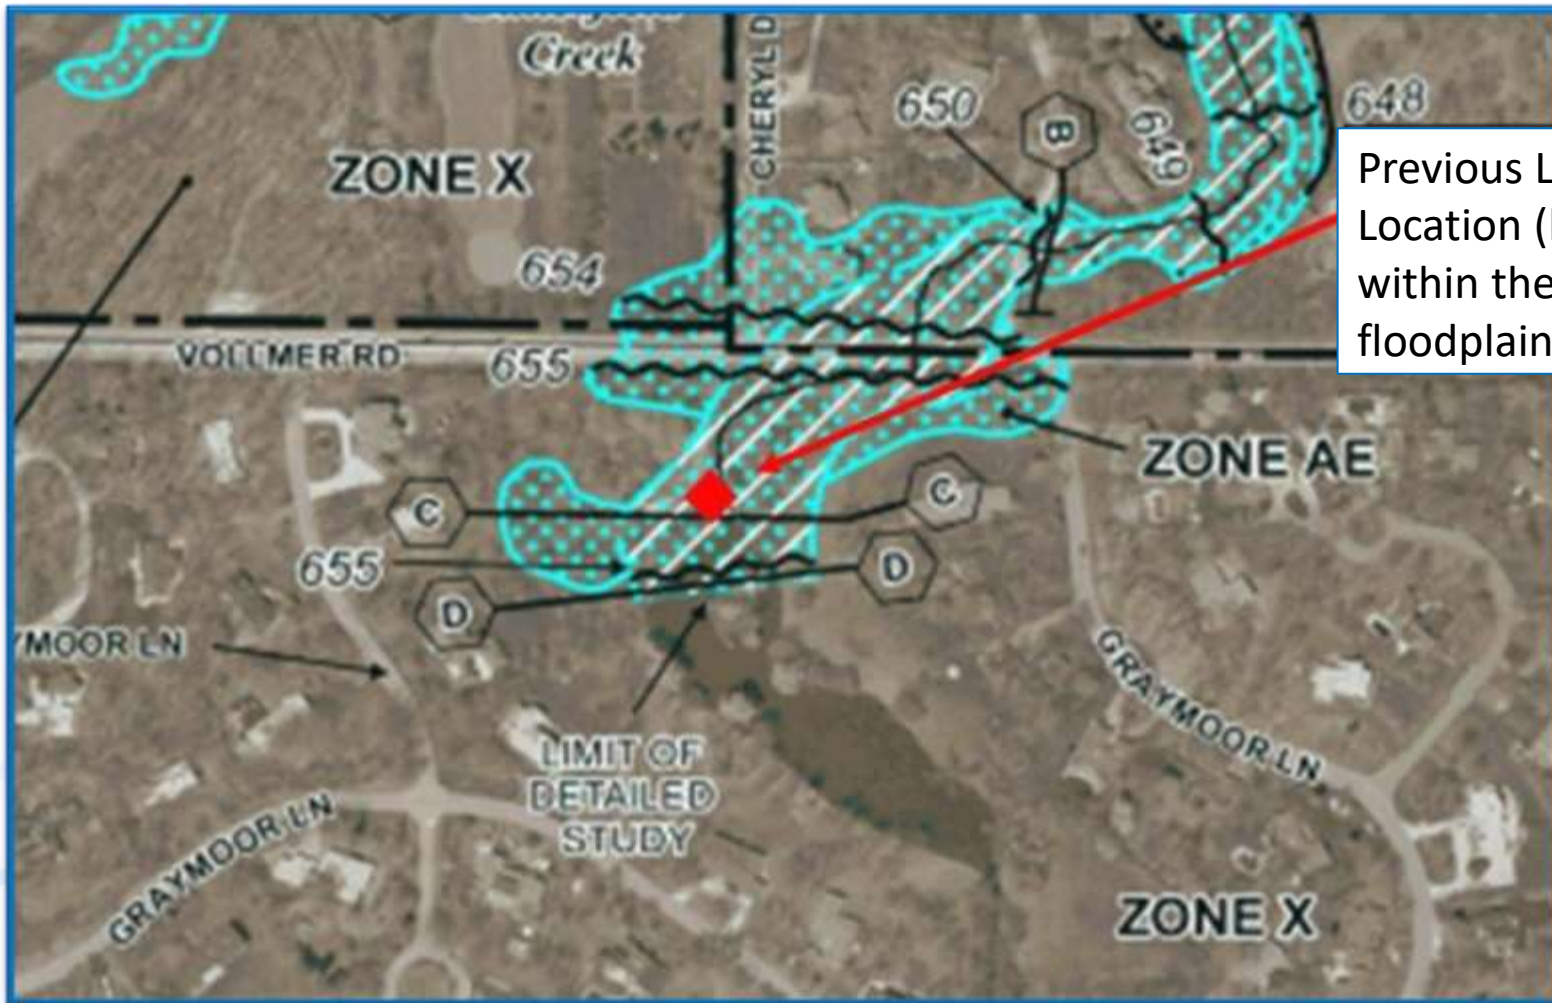 Creek
CHERYL D
650
B
649
648
ZONE X
Previous L
Location (
within the
floodplain
654
VOLLMER RD
655
ZONE AE
C
C
655
D
D
YMOOR LN
GRAYMOOR LN
LIMIT OF
DETAILED
STUDY
GRAYMOOR LN
ZONE X